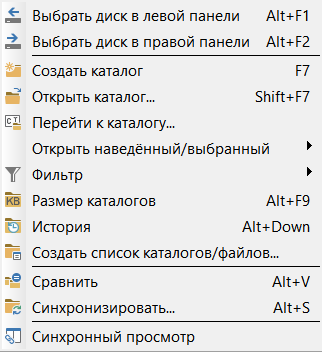 Выбрать диск в левой панели Alt+F1
Выбрать диск в правой панели Alt+F2
Создать каталог F7
Открыть каталог... Shift+F7
Перейти к каталогу...
Открыть наведённый/выбранный
Фильтр
Размер каталогов Alt+F9
История Alt+Down
Создать список каталогов/файлов...
Сравнить Alt+V
Синхронизировать... Alt+S
Синхронный просмотр